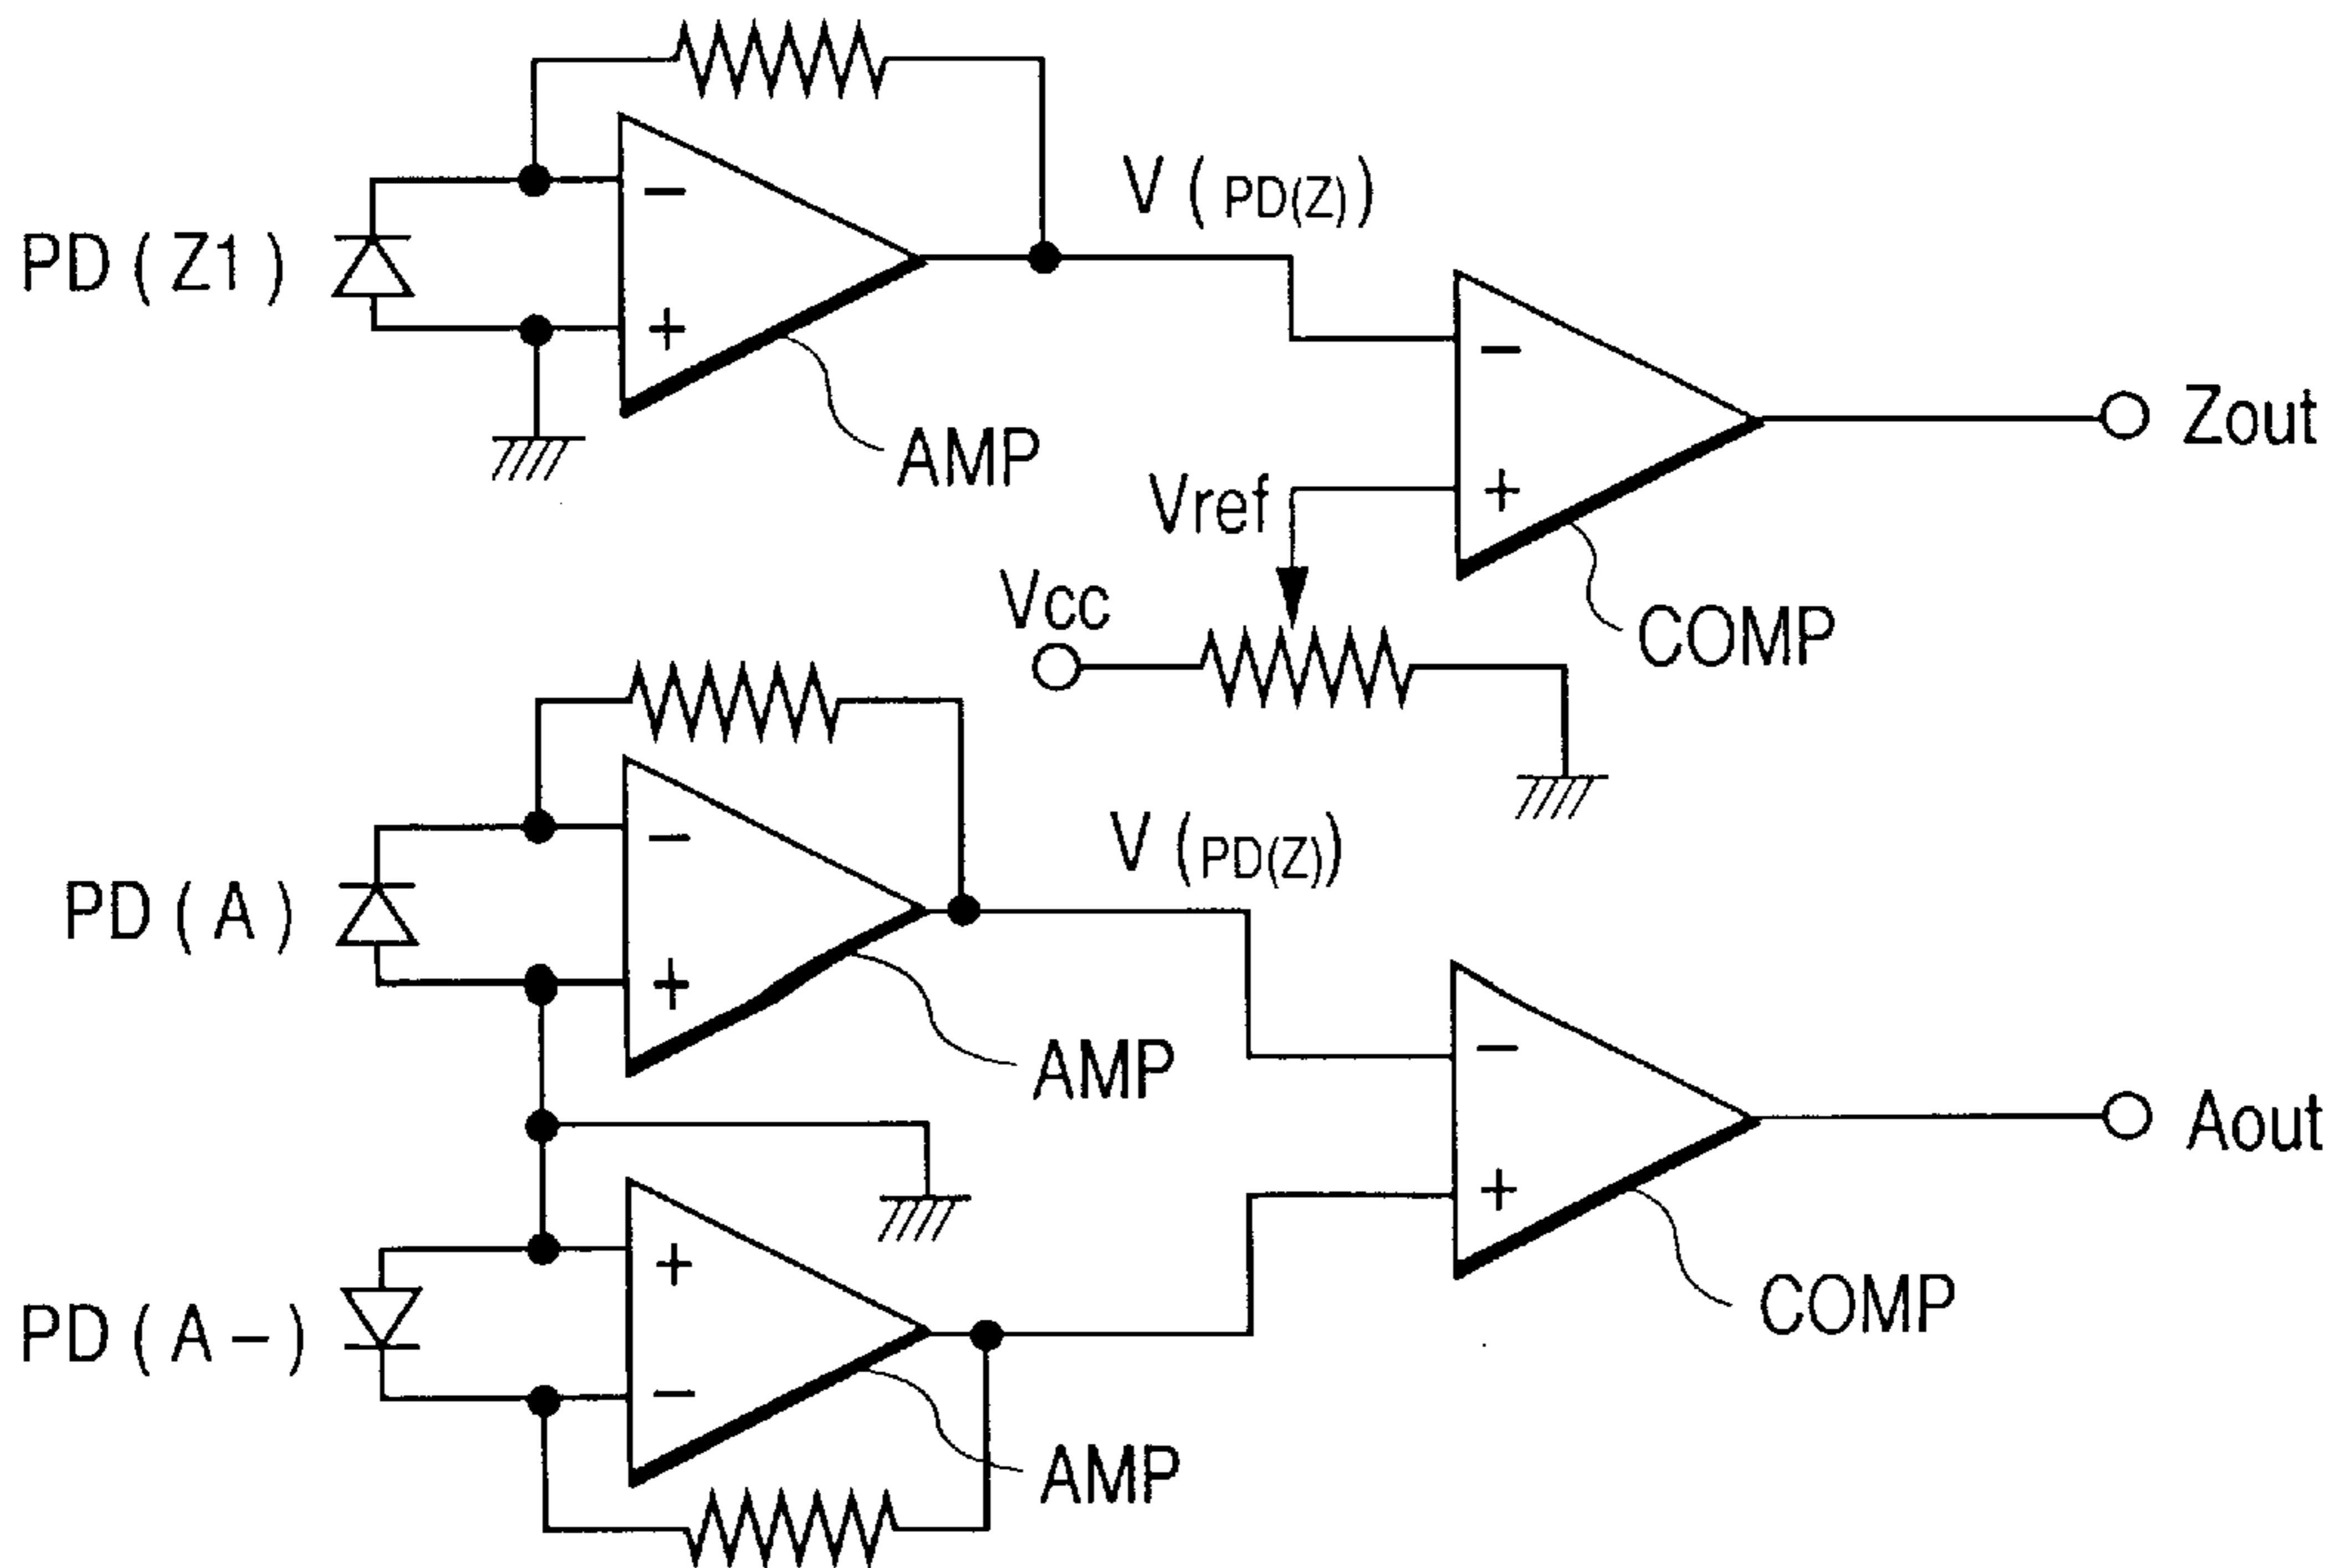 V (PD(Z))
PD ( Z1 )
−
+
AMP
−
+
Zout
Vref
Vcc
COMP
V (PD(Z))
PD ( A )
−
+
AMP
−
+
Aout
PD ( A − )
+
−
COMP
AMP